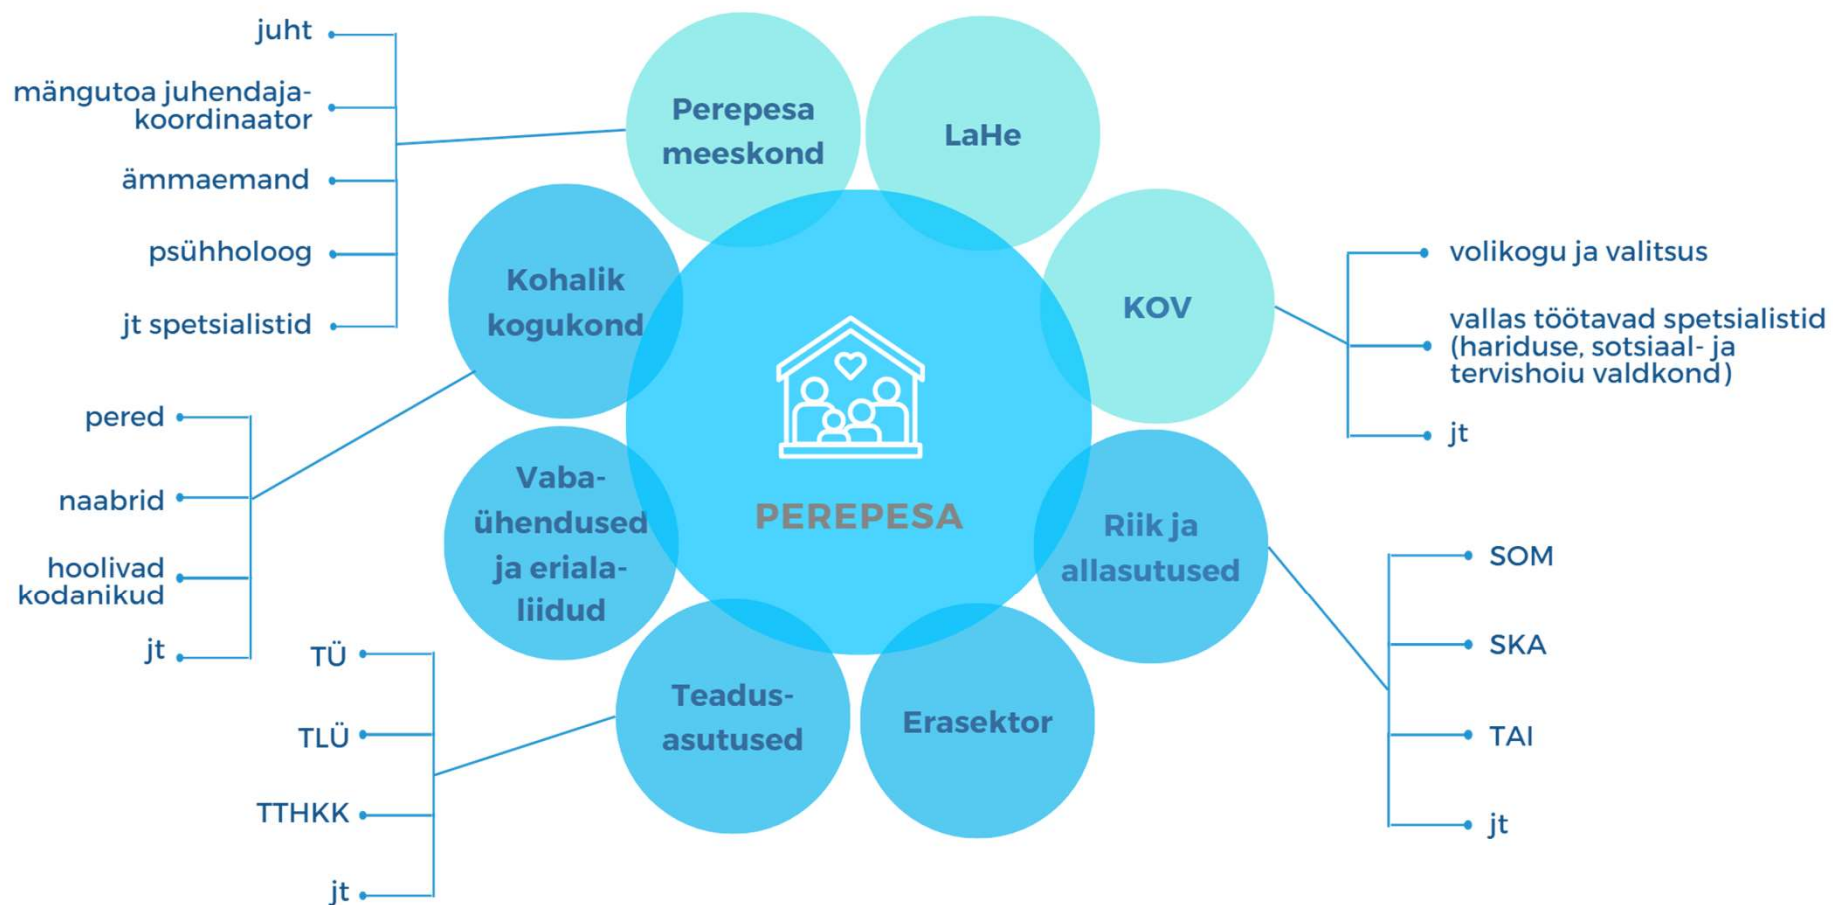 juht
mängutoa juhendaja-
koordinaator
ämmaemand
psühholoog
jt spetsialistid
Perepesa
meeskond
LaHe
KOV
volikogu ja valitsus
vallas töötavad spetsialistid
(hariduse, sotsiaal- ja
tervishoiu valdkond)
jt
Kohalik
kogukond
pered
naabrid
hoolivad
kodanikud
jt
Vaba-
ühendused
ja eriala-
liidud
PEREPESA
Riik ja
allasutused
SOM
SKA
TAI
jt
Teadus-
asutused
TÜ
TLÜ
TTHKK
jt
Erasektor